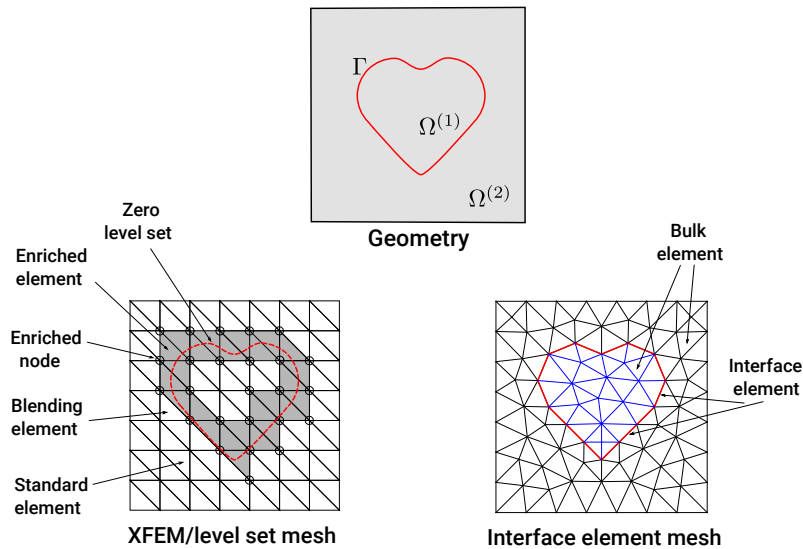 Γ
Ω(1)
Ω(2)
Geometry
Zero
level set
Enriched
element
Enriched
node
Blending
element
Standard
element
XFEM/level set mesh
Bulk
element
Interface
element
Interface element mesh